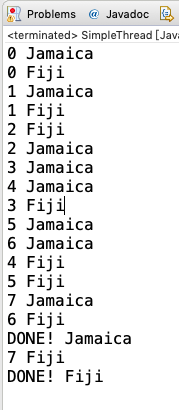 Problems @ Javadoc
<terminated> SimpleThread [Java
0 Jamaica
0 Fiji
1 Jamaica
1 Fiji
2 Fiji
2 Jamaica
3 Jamaica
4 Jamaica
3 Fiji
5 Jamaica
6 Jamaica
4 Fiji
5 Fiji
7 Jamaica
6 Fiji
DONE! Jamaica
7 Fiji
DONE! Fiji